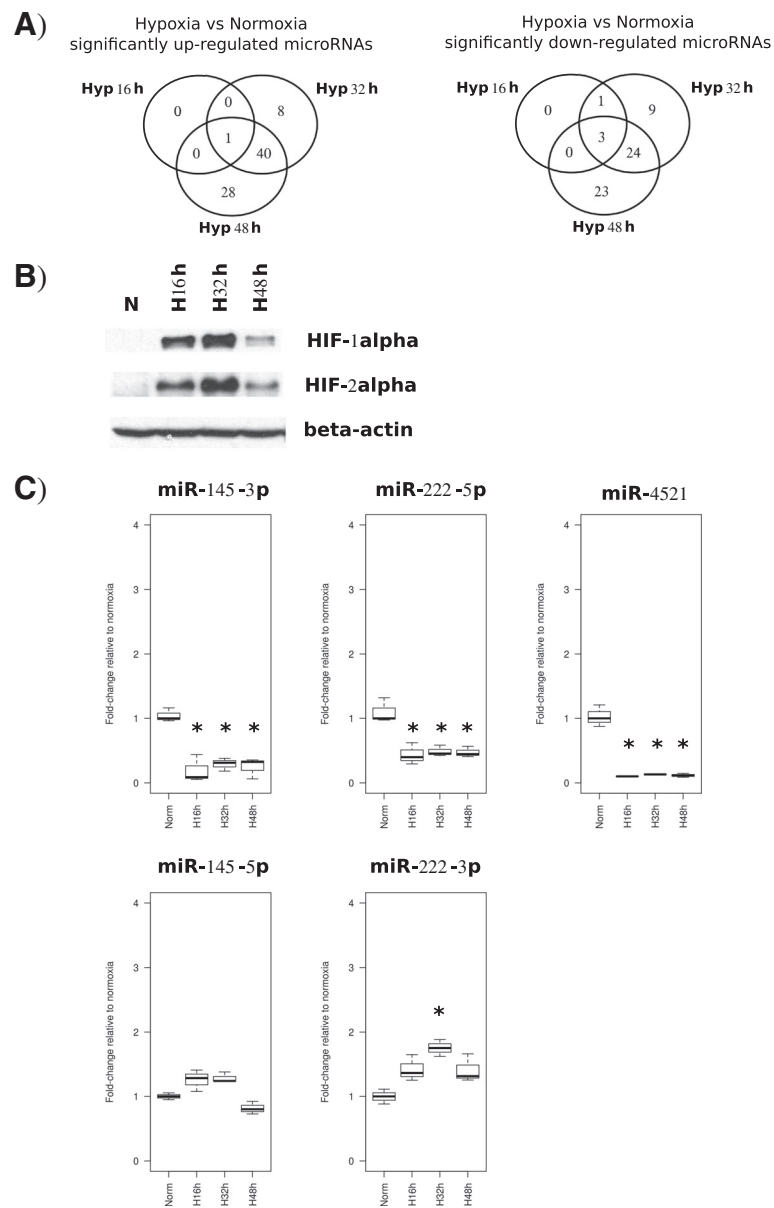 A)
Hypoxia vs Normoxia
significantly up-regulated microRNAs
Hyp 16 h
Hyp 32 h
0
0
8
1
0
40
28
Hyp 48 h
Hypoxia vs Normoxia
significantly down-regulated microRNAs
Hyp 16 h
Hyp 32 h
0
1
9
3
0
24
23
Hyp 48 h
B)
N
H16h
H32h
H48h
HIF-1alpha
HIF-2alpha
beta-actin
C)
miR-145-3p
Fold-change relative to normoxia
4
3
2
1
0
* * *
Norm
H16h
H32h
H48h
miR-222-5p
Fold-change relative to normoxia
4
3
2
1
0
* * *
Norm
H16h
H32h
H48h
miR-4521
Fold-change relative to normoxia
4
3
2
1
0
* * *
Norm
H16h
H32h
H48h
miR-145-5p
Fold-change relative to normoxia
4
3
2
1
0
Norm
H16h
H32h
H48h
miR-222-3p
Fold-change relative to normoxia
4
3
2
1
0
*
Norm
H16h
H32h
H48h